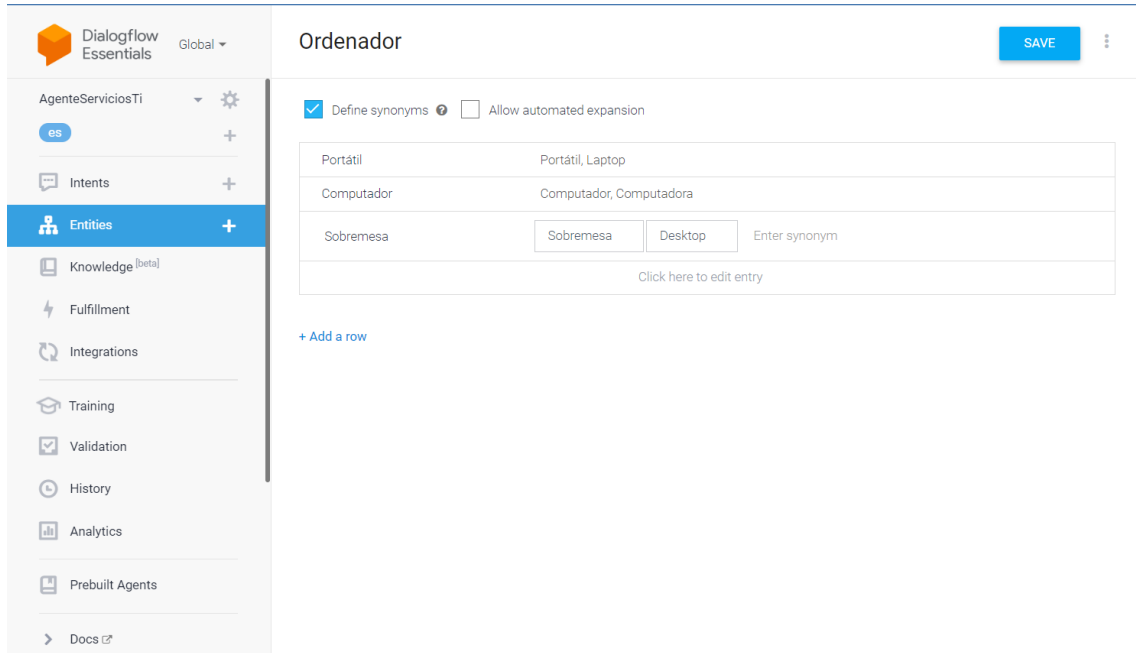 Dialogflow
Essentials
Global
Ordenador
SAVE
AgenteServiciosTi
es
Define synonyms
Allow automated expansion
Portátil
Portátil, Laptop
Computador
Computador, Computadora
Sobremesa
Sobremesa
Desktop
Enter synonym
Click here to edit entry
+ Add a row
Intents
Entities
Knowledge [beta]
Fulfillment
Integrations
Training
Validation
History
Analytics
Prebuilt Agents
Docs